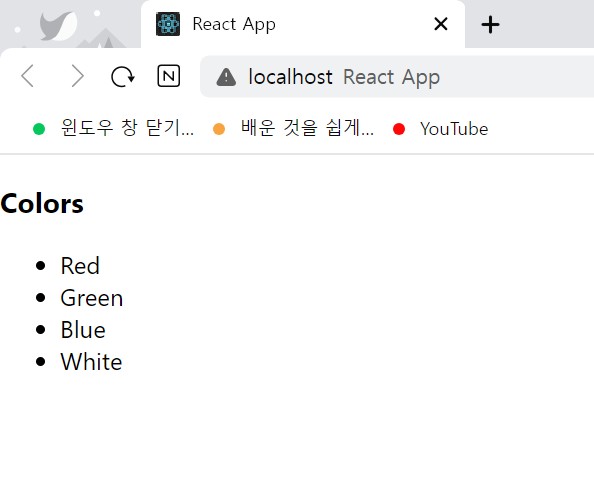 React App
localhost React App
윈도우 창 닫기... 배운 것을 쉽게... YouTube
Colors
Red
Green
Blue
White